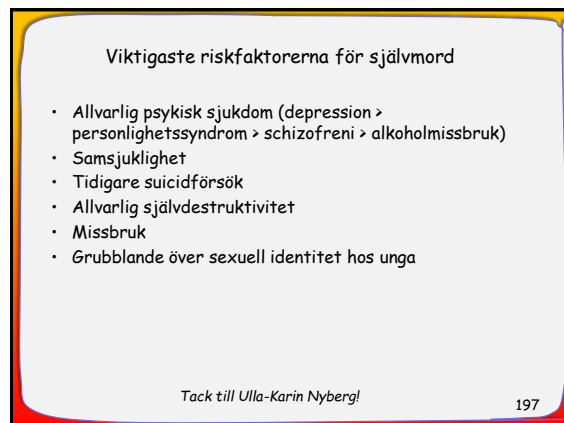 Viktigaste riskfaktorerna för självmord
• Allvarlig psykisk sjukdom (depression >
personlighetssyndrom > schizofreni > alkoholmissbruk)
• Samsjuklighet
• Tidigare suicidförsök
• Allvarlig självdestruktivitet
• Missbruk
• Grubblande över sexuell identitet hos unga
Tack till Ulla-Karin Nyberg!
197